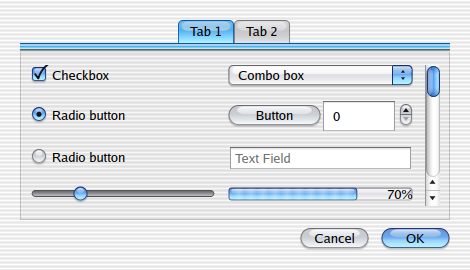 Tab 1 Tab 2
Checkbox Combo box
Radio button Button 0
Radio button Text Field
70%
Cancel OK